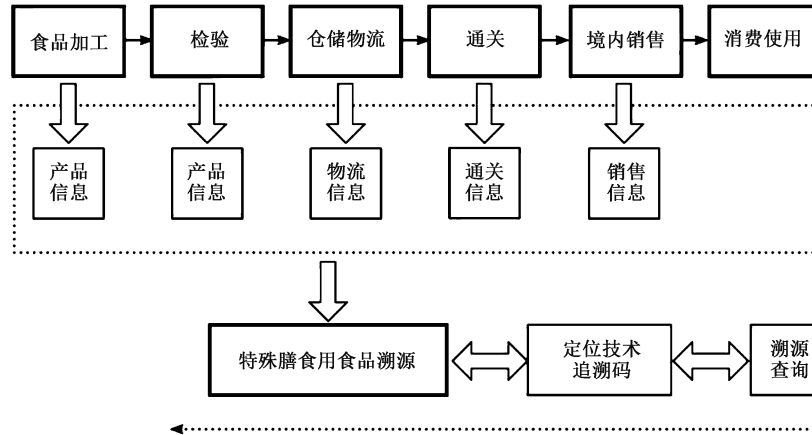 食品加工
检验
仓储物流
通关
境内销售
消费使用
产品
信息
产品
信息
物流
信息
通关
信息
销售
信息
特殊膳食用食品溯源
定位技术
追溯码
溯源
查询